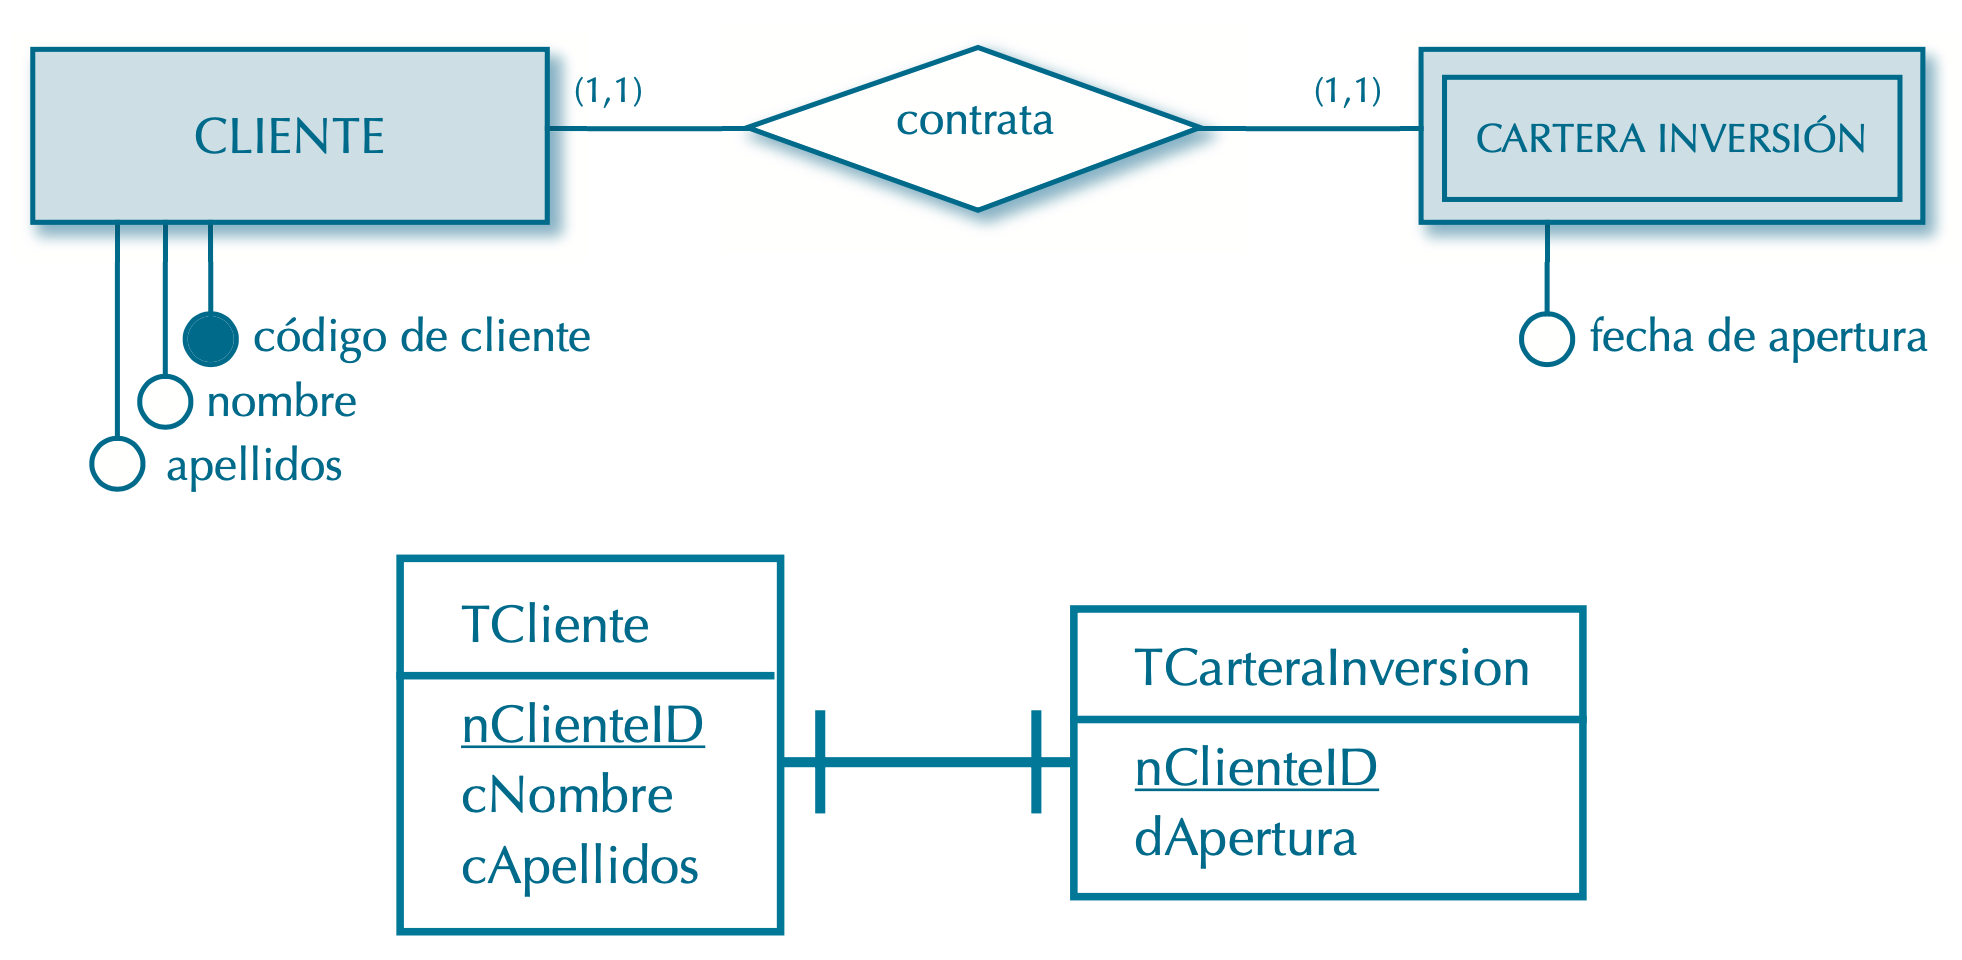 CLIENTE
(1,1)
contrata
(1,1)
CARTERA INVERSIÓN
código de cliente
nombre
apellidos
fecha de apertura
TCliente
nClienteID
cNombre
cApellidos
TCarteraInversion
nClienteID
dApertura